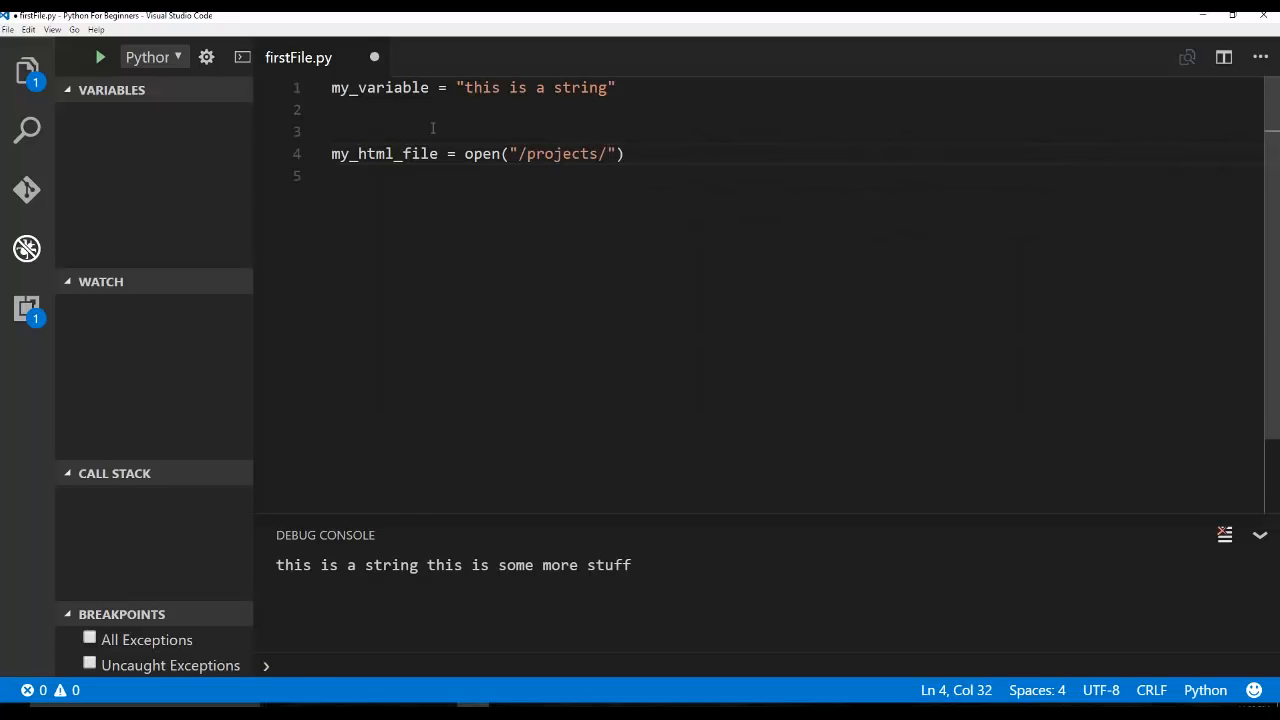 firstFile.py - Python For Beginners - Visual Studio Code
File Edit View Go Help
Python
firstFile.py
1
VARIABLES
1 my_variable = "this is a string"
2
3
4 my_html_file = open("/projects/")
5
WATCH
1
CALL STACK
DEBUG CONSOLE
this is a string this is some more stuff
BREAKPOINTS
All Exceptions
Uncaught Exceptions
0 0 Ln 4, Col 32 Spaces: 4 UTF-8 CRLF Python